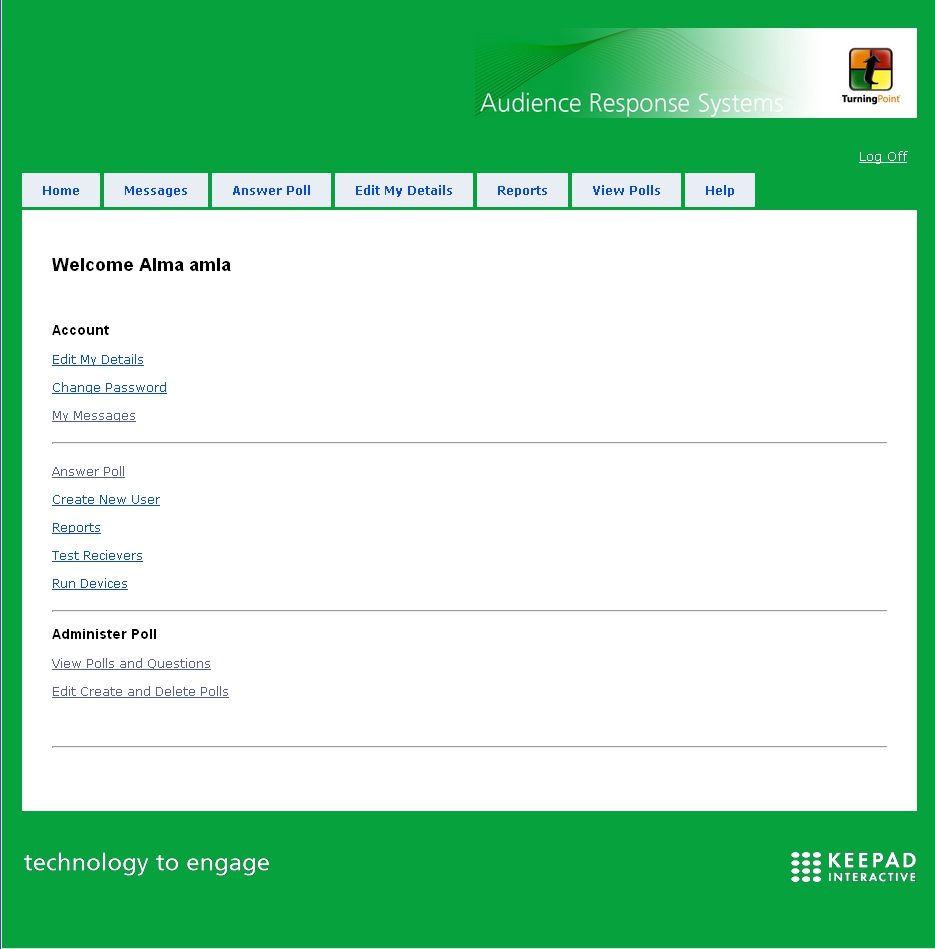 Audience Response Systems
TurningPoint
Log Off
Home Messages Answer Poll Edit My Details Reports View Polls Help
Welcome Alma amla
Account
Edit My Details
Change Password
My Messages
Answer Poll
Create New User
Reports
Test Recievers
Run Devices
Administer Poll
View Polls and Questions
Edit Create and Delete Polls
technology to engage
KEEPAD
INTERACTIVE